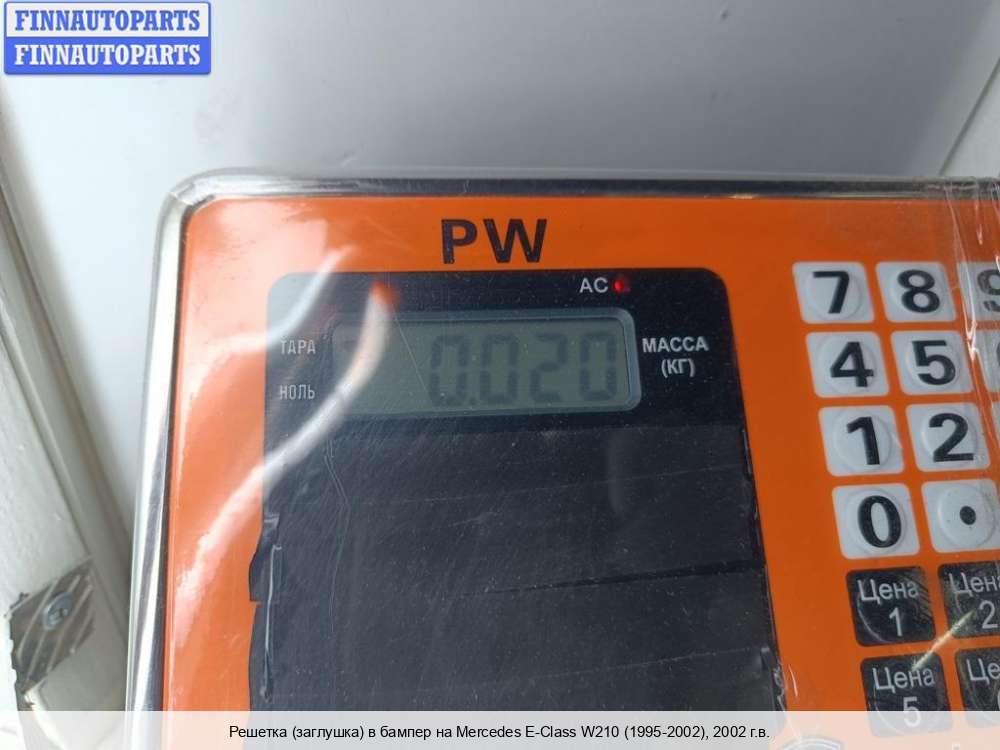 FINNAUTOPARTS
FINNAUTOPARTS
PW
AC
ТАРА
НОЛЬ
0.020
МАССА
(КГ)
7 8 9
4 5
1 2
0 .
Цена 1
Цена 2
Цена 5
Решетка (заглушка) в бампер на Mercedes E-Class W210 (1995-2002), 2002 г.в.